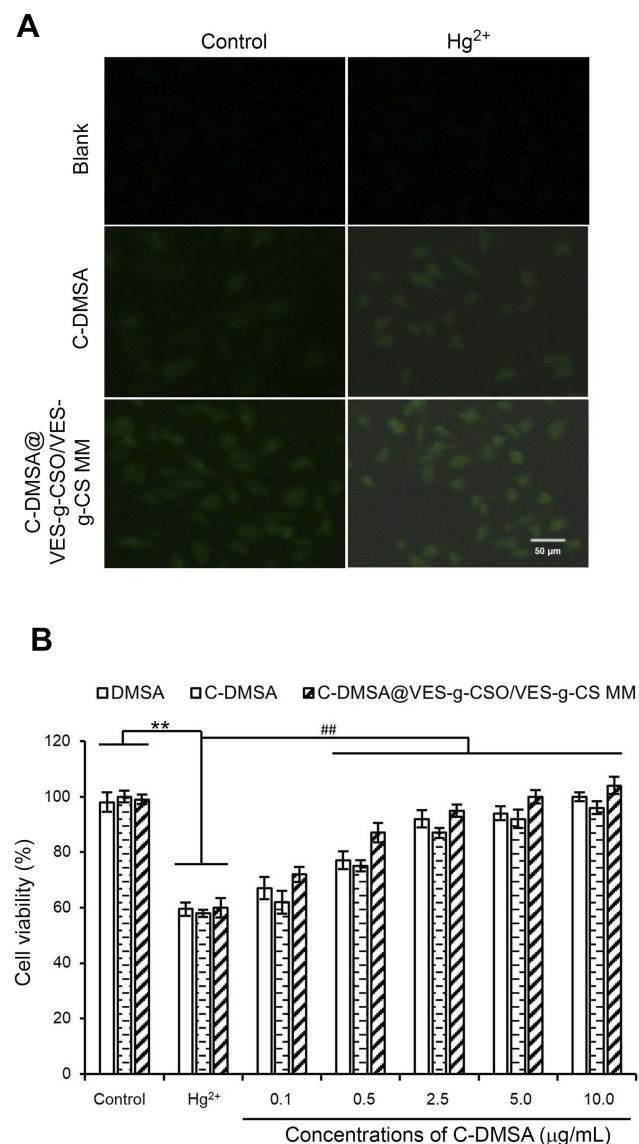 A
Control Hg2+
Blank
C-DMSA
C-DMSA@
VES-g-CSO/VES-
g-CS MM
50 µm
B
DMSA C-DMSA C-DMSA@VES-g-CSO/VES-g-CS MM
** ##
120
100
80
60
40
20
0
Cell viability (%)
Control Hg2+ 0.1 0.5 2.5 5.0 10.0
Concentrations of C-DMSA (µg/mL)